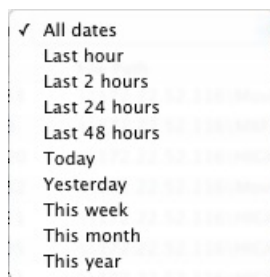 ✓ All dates
Last hour
Last 2 hours
Last 24 hours
Last 48 hours
Today
Yesterday
This week
This month
This year